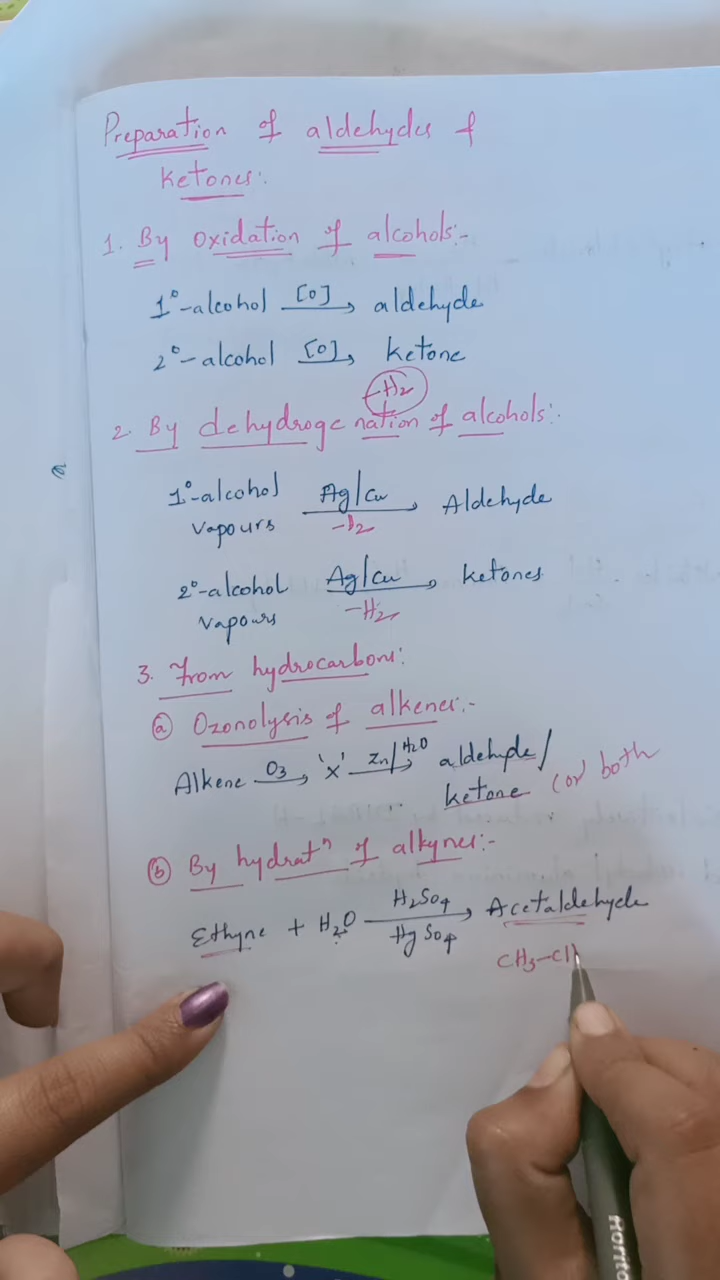 Preparation of aldehydes &
Ketones:
1. By oxidation of alcohols:-
1°-alcohol [O] aldehyde
2°-alcohol [O] ketone
-H2
2. By dehydrogenation of alcohols:-
1°-alcohol Ag/Cu Aldehyde
vapours -H2
2°-alcohol Ag/Cu ketones
vapours -H2
3. From hydrocarbons:
(a) Ozonolysis of alkenes:-
Alkene O3 'X' Zn/H2O aldehyde/
ketone (or) both
(b) By hydratn of alkynes:-
Ethyne + H2O H2SO4 Acetaldehyde
HgSO4
CH3-CH